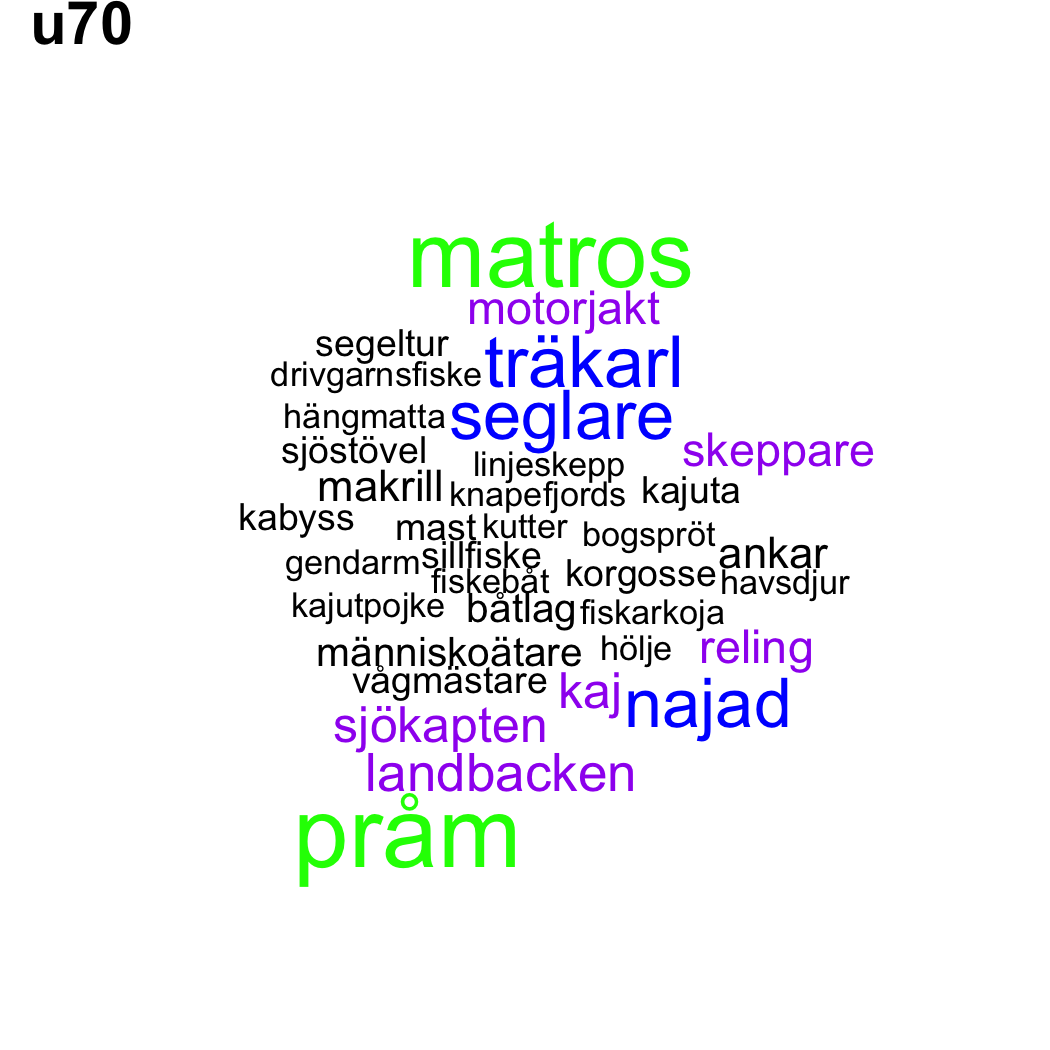 u70
matros
motorjakt
segeltur
träkarl
drivgarnsfiske
hängmatta
seglare
sjöstövel
skeppare
linjeskepp
makrill
knapefjords
kajuta
kabyss
mast
kutter
bogspröt
ankar
gendarm
sillfiske
fiskebåt
korgosse
havsdjur
kajutpojke
båtlag
fiskarkoja
människoätare
hölje
reling
vågmästare
kaj
najad
sjökapten
landbacken
pråm